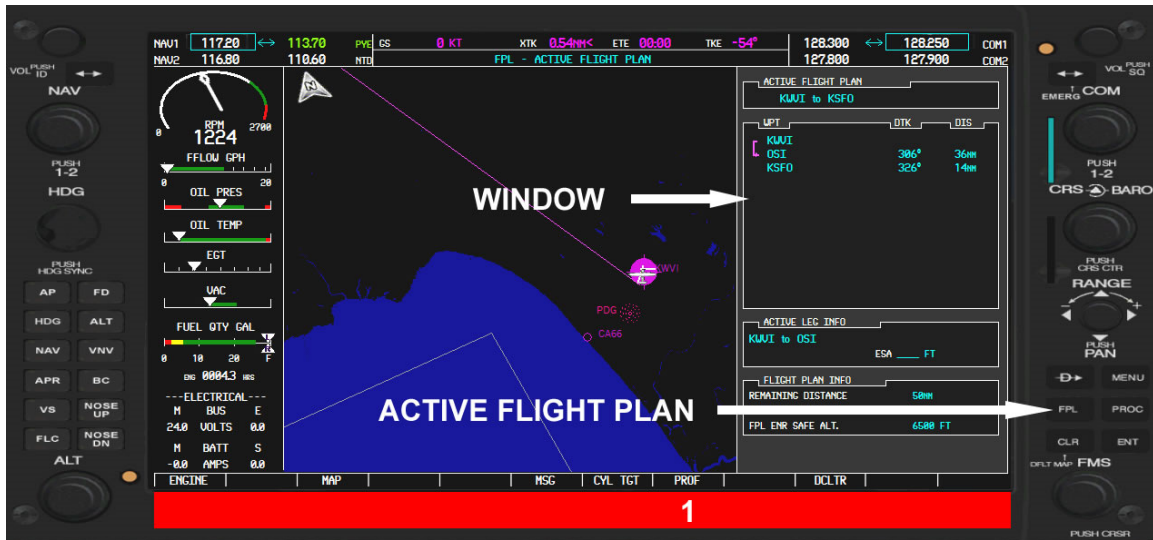 NAV1 117.20 ↔ 113.70 PYE GS 0 KT XTK 0.54NM< ETE 00:00 TKE -54° 128.300 ↔ 128.250 COM1
NAV2 116.80 110.60 NTD FPL - ACTIVE FLIGHT PLAN 127.800 127.900 COM2
VOL PUSH ID
NAV
PUSH
1-2
HDG
PUSH
HDG SYNC
AP FD
HDG ALT
NAV VNV
APR BC
VS NOSE UP
FLC NOSE DN
ALT
RPM
0 1224 2700
FFLOW GPH
0 20
OIL PRES
OIL TEMP
EGT
VAC
FUEL QTY GAL
0 10 20 F
ENG 0004.3 HRS
---ELECTRICAL---
M BUS E
24.0 VOLTS 0.0
M BATT S
-0.0 AMPS 0.0
N
KWVI
PDG
CA66
WINDOW
ACTIVE FLIGHT PLAN
ACTIVE FLIGHT PLAN
KWVI to KSFO
WPT DTK DIS
KWVI
OSI 306° 36NM
KSFO 326° 14NM
ACTIVE LEG INFO
KWVI to OSI
ESA ____ FT
FLIGHT PLAN INFO
REMAINING DISTANCE 50NM
FPL ENR SAFE ALT. 6500 FT
ENGINE MAP MSG CYL TGT PROF DCLTR
1
VOL PUSH SQ
EMERG COM
PUSH
1-2
CRS BARO
PUSH
CRS CTR
RANGE
- +
PUSH
PAN
D MENU
FPL PROC
CLR ENT
DFLT MAP FMS
PUSH CRSR